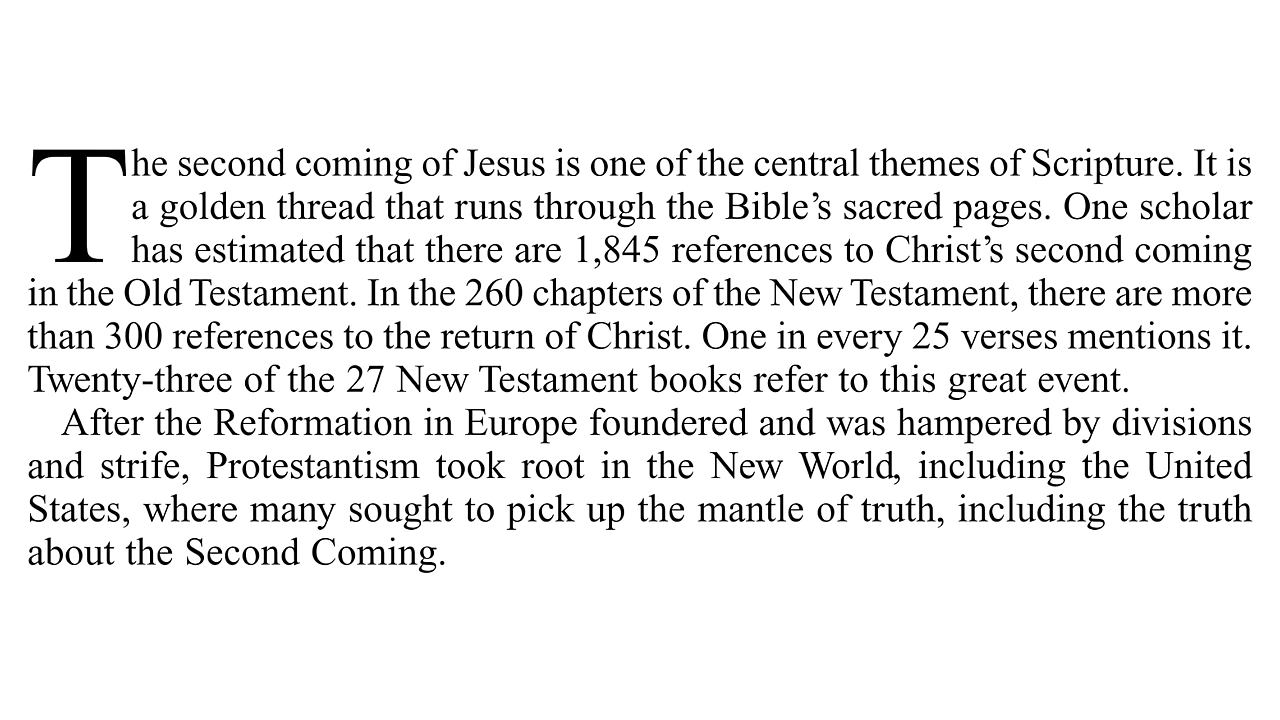 The second coming of Jesus is one of the central themes of Scripture. It is
a golden thread that runs through the Bible’s sacred pages. One scholar
has estimated that there are 1,845 references to Christ’s second coming
in the Old Testament. In the 260 chapters of the New Testament, there are more
than 300 references to the return of Christ. One in every 25 verses mentions it.
Twenty-three of the 27 New Testament books refer to this great event.
After the Reformation in Europe foundered and was hampered by divisions
and strife, Protestantism took root in the New World, including the United
States, where many sought to pick up the mantle of truth, including the truth
about the Second Coming.